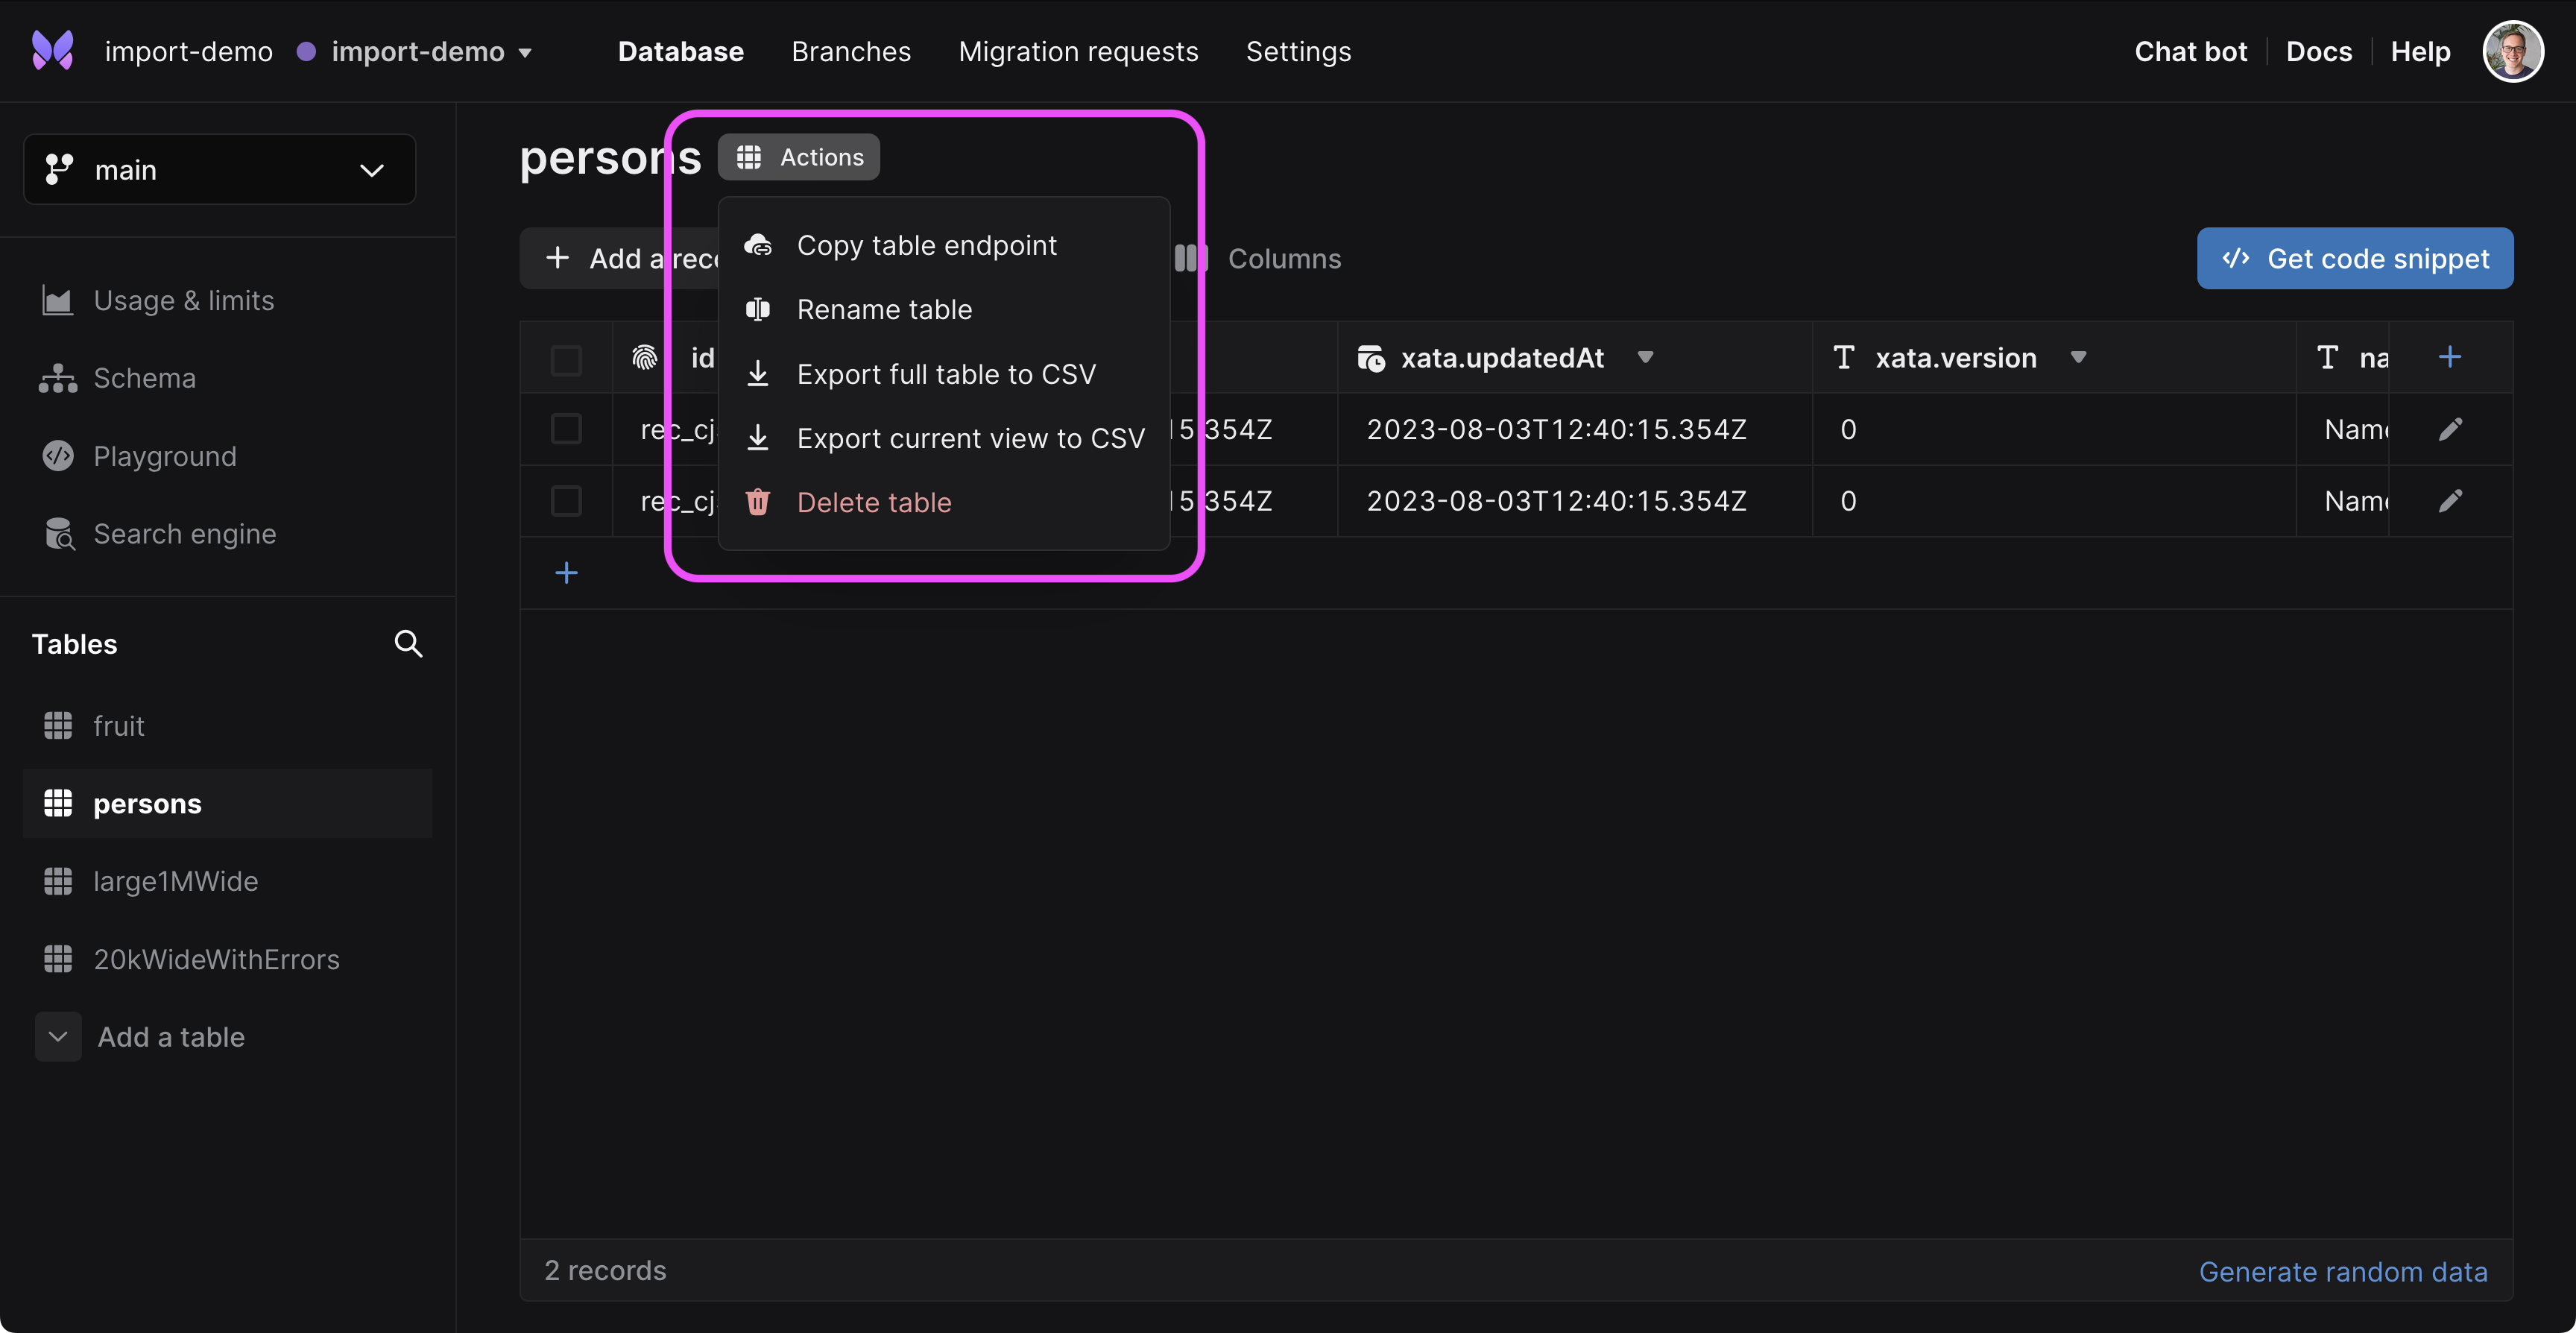 import-demo import-demo Database Branches Migration requests Settings Chat bot Docs Help
main
Usage & limits
Schema
Playground
Search engine
Tables
fruit
persons
large1MWide
20kWideWithErrors
Add a table
persons Actions
Add a rec Columns Get code snippet
Copy table endpoint
Rename table
Export full table to CSV
Export current view to CSV
Delete table
id xata.updatedAt xata.version na
rec_cj 15.354Z 2023-08-03T12:40:15.354Z 0 Name
rec_cj 15.354Z 2023-08-03T12:40:15.354Z 0 Name
2 records Generate random data